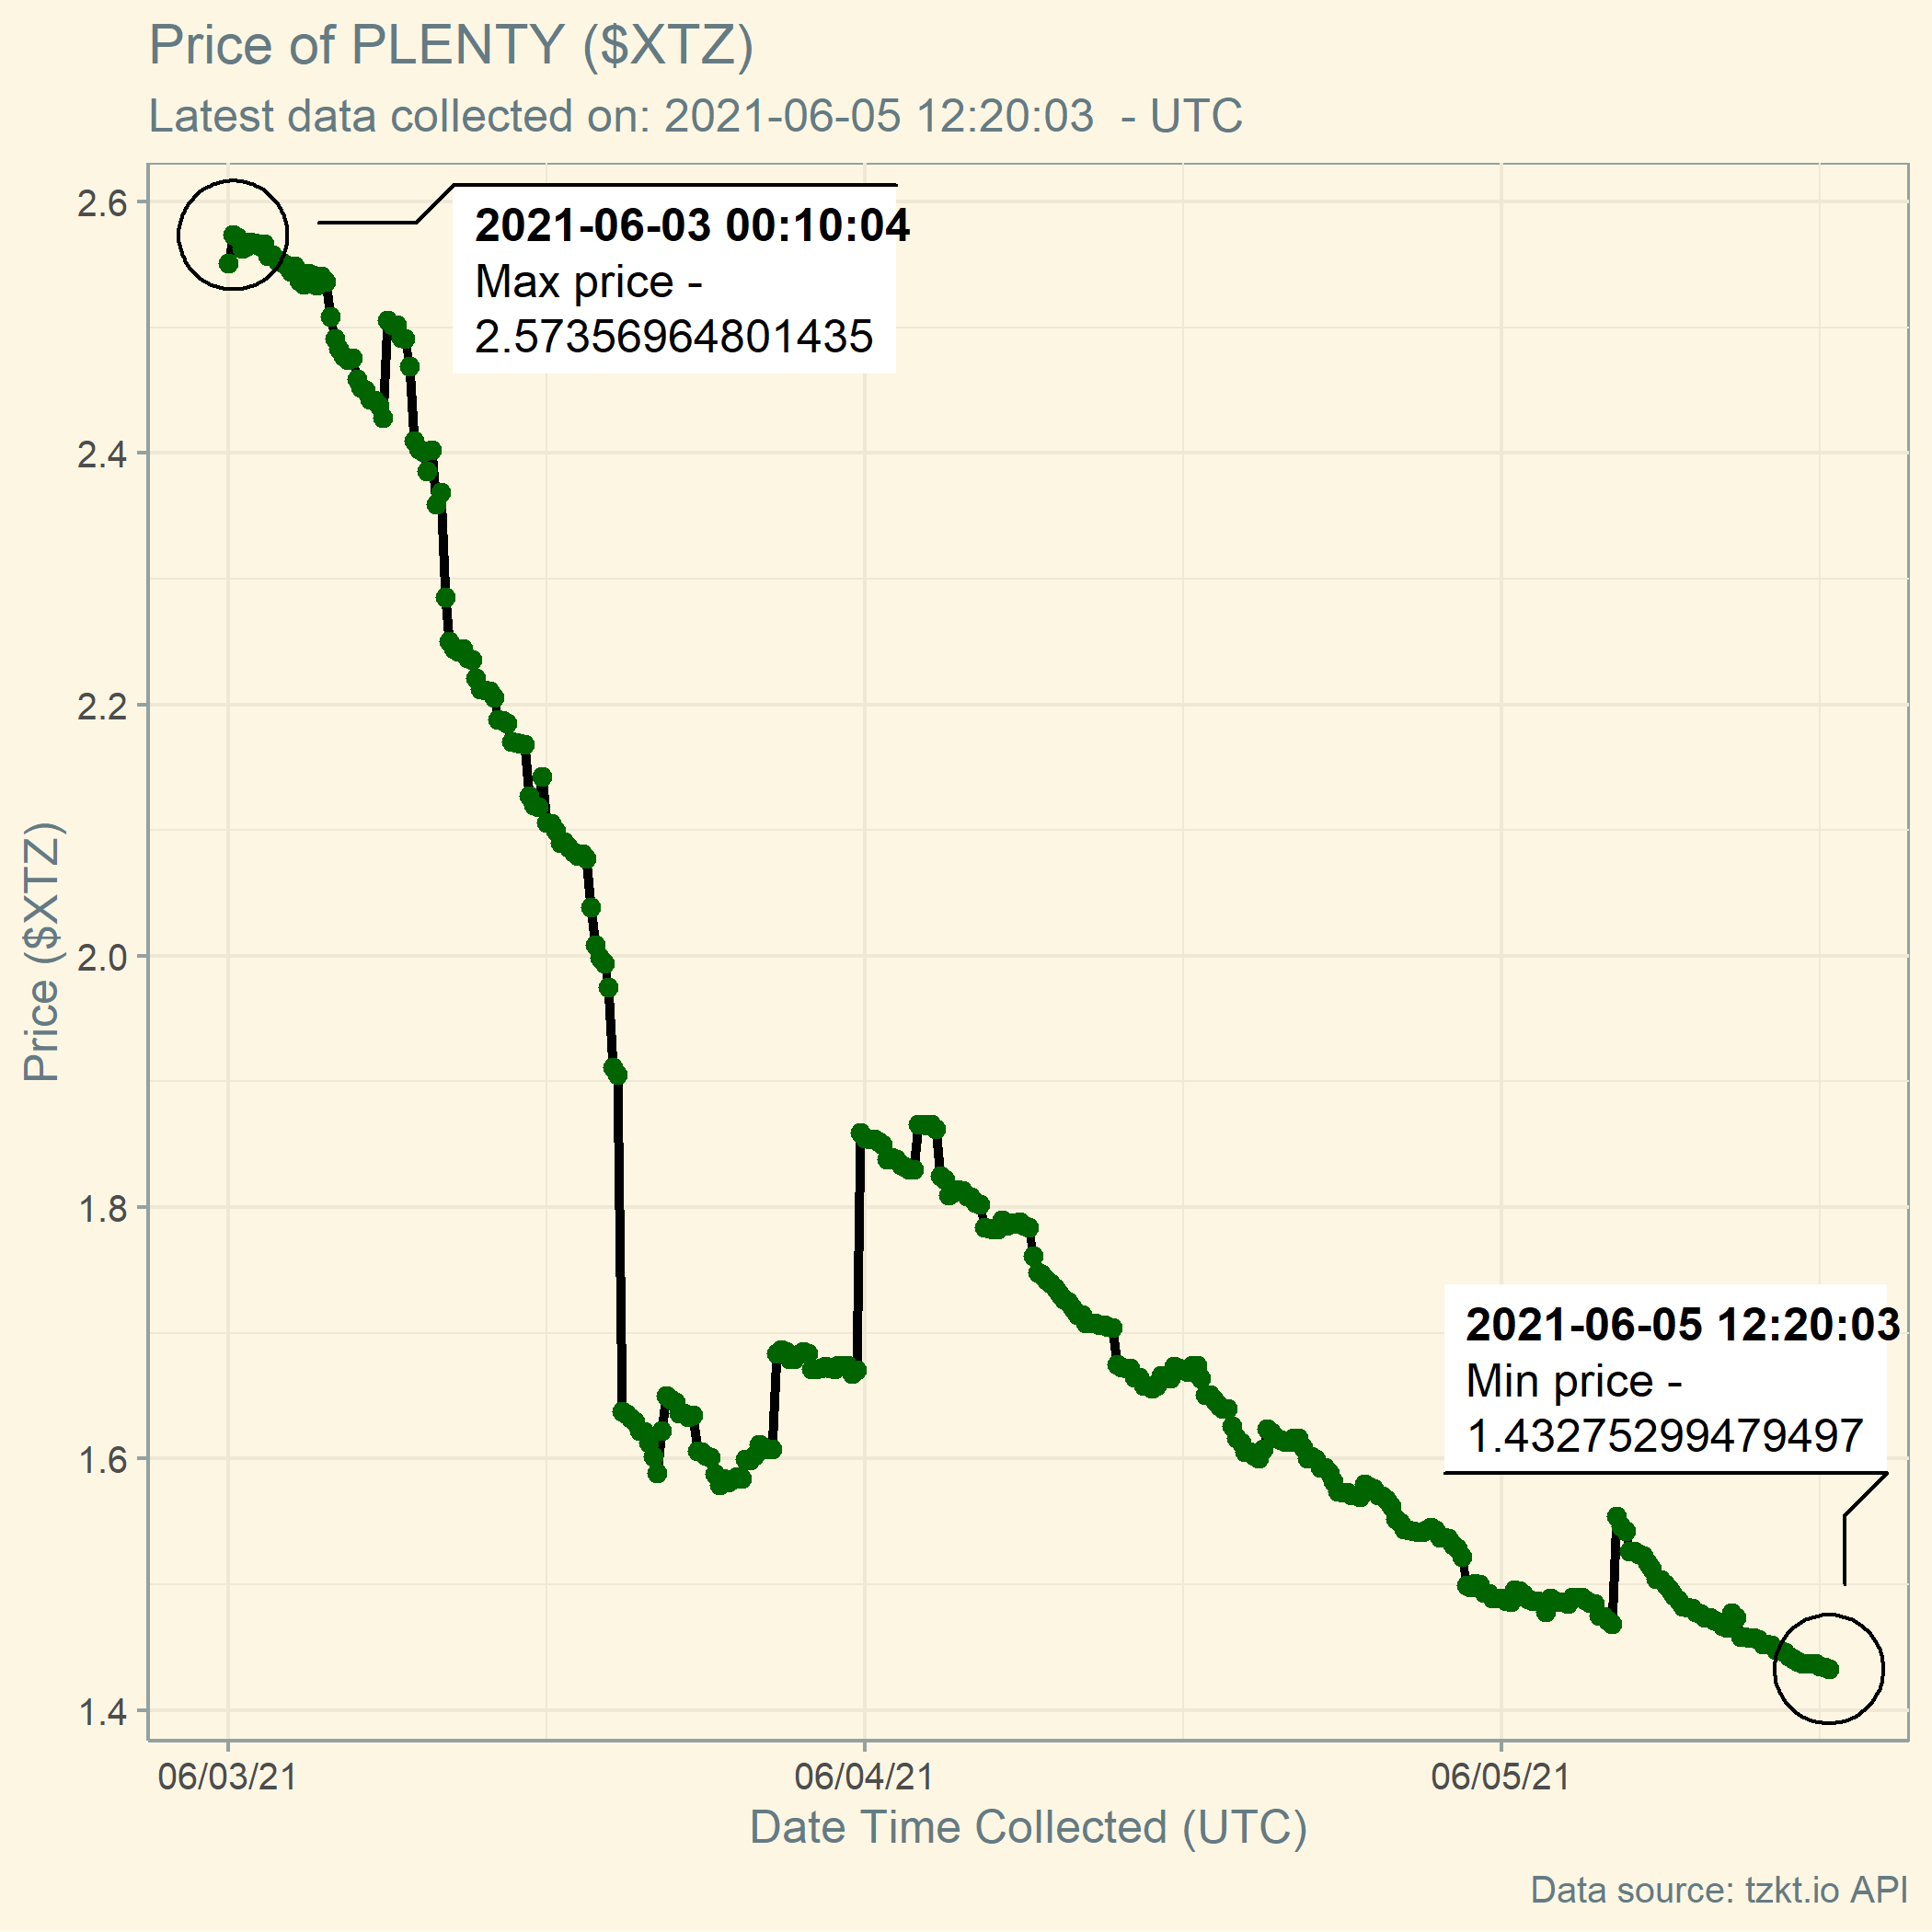 Price of PLENTY ($XTZ)
Latest data collected on: 2021-06-05 12:20:03  - UTC
2021-06-03 00:10:04
Max price -
2.57356964801435
2.6
2.4
2.2
2.0
1.8
1.6
1.4
Price ($XTZ)
2021-06-05 12:20:03
Min price -
1.43275299479497
06/03/21
06/04/21
06/05/21
Date Time Collected (UTC)
Data source: tzkt.io API